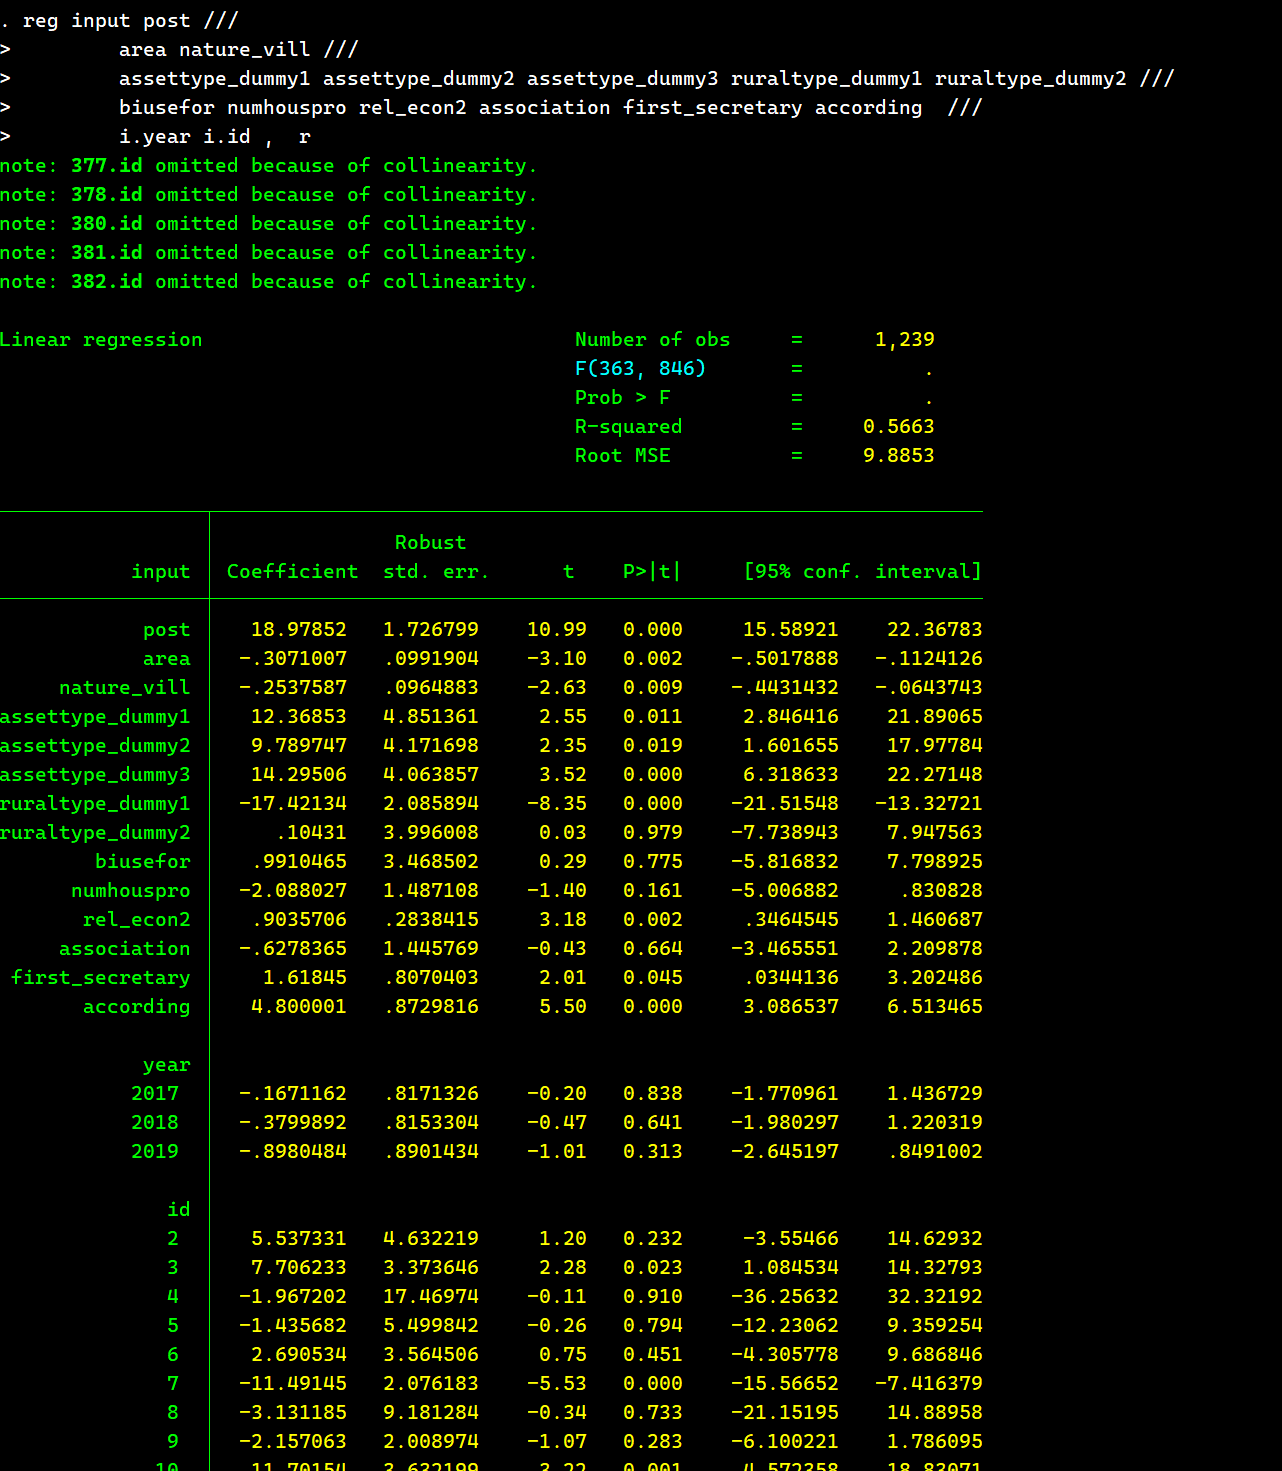 . reg input post ///
> area nature_vill ///
> assettype_dummy1 assettype_dummy2 assettype_dummy3 ruraltype_dummy1 ruraltype_dummy2 ///
> biusefor numhouspro rel_econ2 association first_secretary according ///
> i.year i.id , r
note: 377.id omitted because of collinearity.
note: 378.id omitted because of collinearity.
note: 380.id omitted because of collinearity.
note: 381.id omitted because of collinearity.
note: 382.id omitted because of collinearity.
Linear regression Number of obs = 1,239
F(363, 846) = .
Prob > F = .
R-squared = 0.5663
Root MSE = 9.8853
Robust
input Coefficient std. err. t P>|t| [95% conf. interval]
post 18.97852 1.726799 10.99 0.000 15.58921 22.36783
area -.3071007 .0991904 -3.10 0.002 -.5017888 -.1124126
nature_vill -.2537587 .0964883 -2.63 0.009 -.4431432 -.0643743
assettype_dummy1 12.36853 4.851361 2.55 0.011 2.846416 21.89065
assettype_dummy2 9.789747 4.171698 2.35 0.019 1.601655 17.97784
assettype_dummy3 14.29506 4.063857 3.52 0.000 6.318633 22.27148
ruraltype_dummy1 -17.42134 2.085894 -8.35 0.000 -21.51548 -13.32721
ruraltype_dummy2 .10431 3.996008 0.03 0.979 -7.738943 7.947563
biusefor .9910465 3.468502 0.29 0.775 -5.816832 7.798925
numhouspro -2.088027 1.487108 -1.40 0.161 -5.006882 .830828
rel_econ2 .9035706 .2838415 3.18 0.002 .3464545 1.460687
association -.6278365 1.445769 -0.43 0.664 -3.465551 2.209878
first_secretary 1.61845 .8070403 2.01 0.045 .0344136 3.202486
according 4.800001 .8729816 5.50 0.000 3.086537 6.513465
year
2017 -.1671162 .8171326 -0.20 0.838 -1.770961 1.436729
2018 -.3799892 .8153304 -0.47 0.641 -1.980297 1.220319
2019 -.8980484 .8901434 -1.01 0.313 -2.645197 .8491002
id
2 5.537331 4.632219 1.20 0.232 -3.55466 14.62932
3 7.706233 3.373646 2.28 0.023 1.084534 14.32793
4 -1.967202 17.46974 -0.11 0.910 -36.25632 32.32192
5 -1.435682 5.499842 -0.26 0.794 -12.23062 9.359254
6 2.690534 3.564506 0.75 0.451 -4.305778 9.686846
7 -11.49145 2.076183 -5.53 0.000 -15.56652 -7.416379
8 -3.131185 9.181284 -0.34 0.733 -21.15195 14.88958
9 -2.157063 2.008974 -1.07 0.283 -6.100221 1.786095
10 11.70154 3.632199 3.22 0.001 4.572358 18.83071